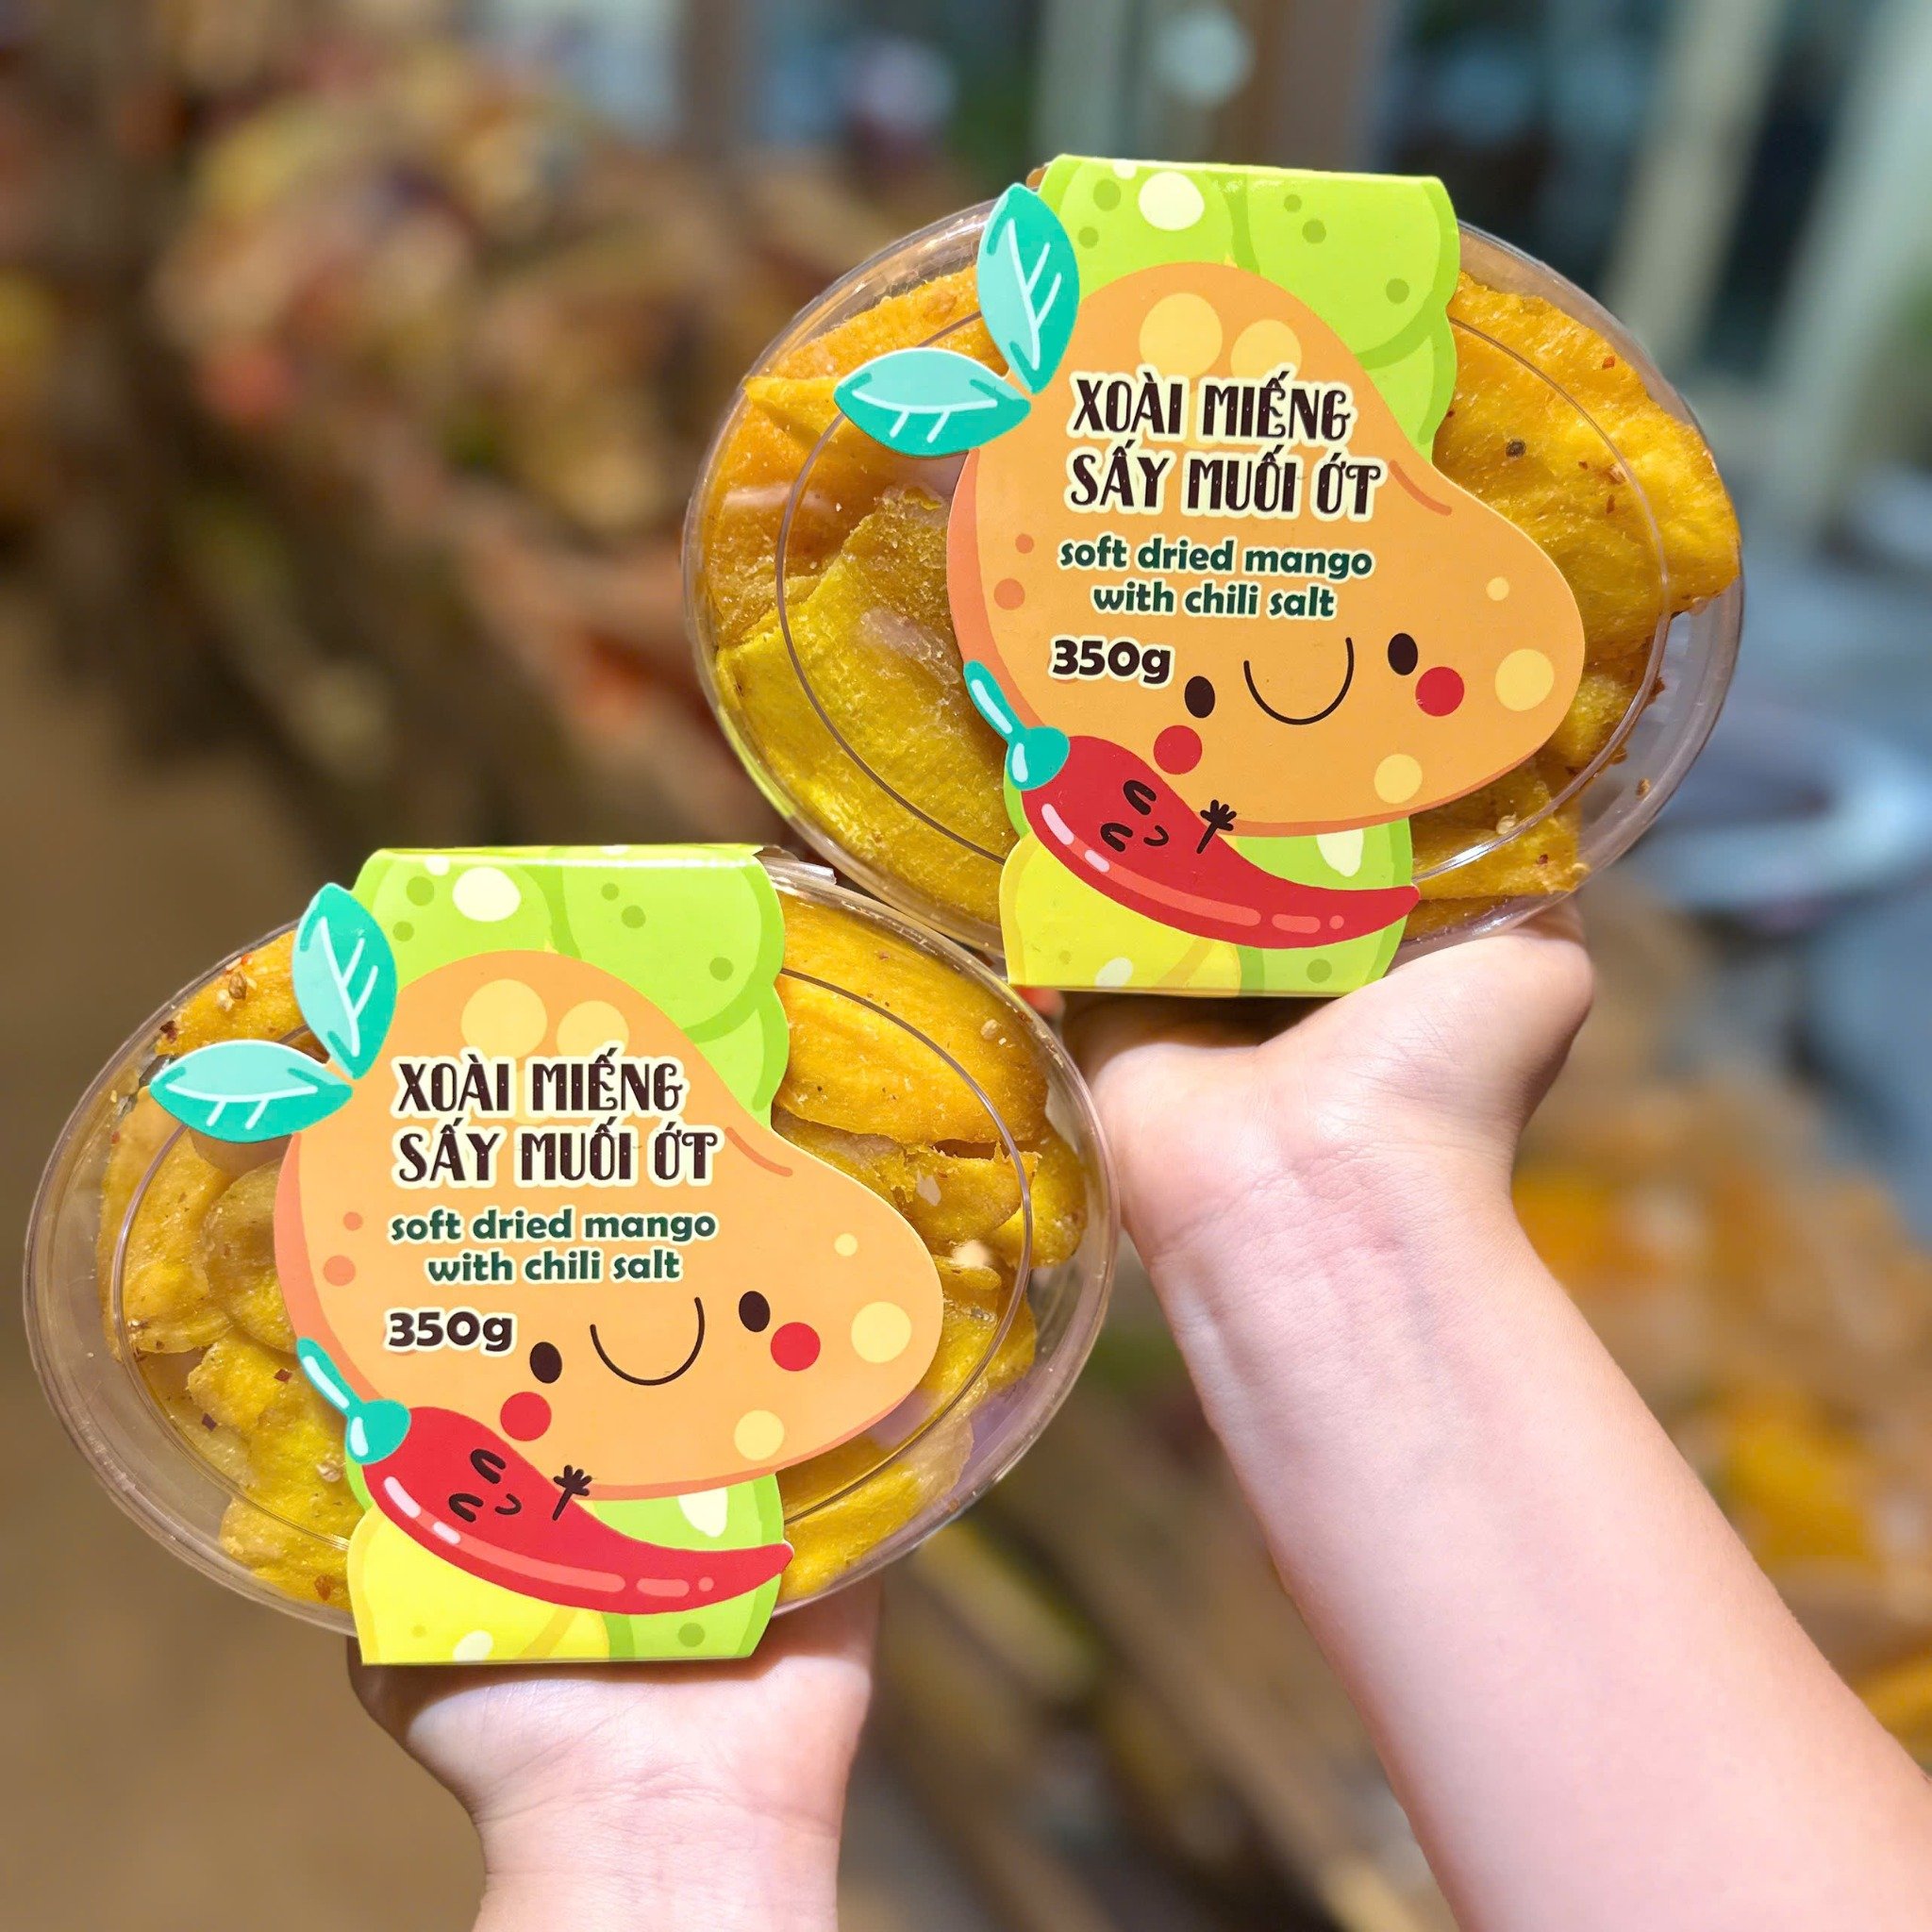 XOÀI MIẾNG
SẤY MUỐI ỚT
soft dried mango
with chili salt
350g
XOÀI MIẾNG
SẤY MUỐI ỚT
soft dried mango
with chili salt
350g